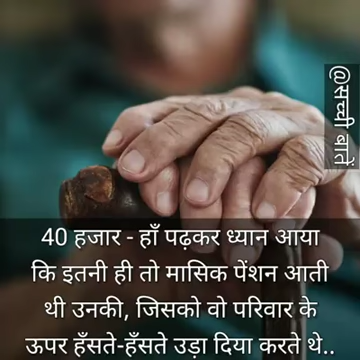 @सच्ची बातें
40 हजार - हाँ पढ़कर ध्यान आया
कि इतनी ही तो मासिक पेंशन आती
थी उनकी, जिसको वो परिवार के
ऊपर हँसते-हँसते उड़ा दिया करते थे..